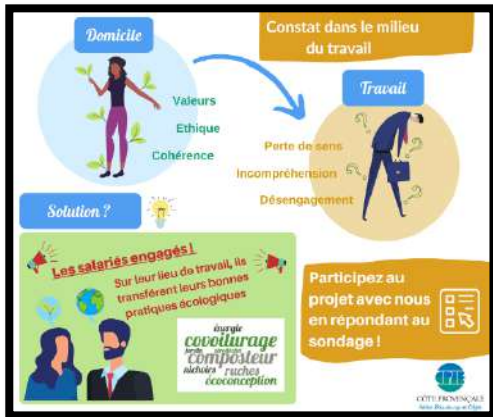 Domicile
Constat dans le milieu
du travail
Valeurs
Ethique
Cohérence
Travail
Perte de sens
Incompréhension
Désengagement
Solution ?
Les salariés engagés !
Sur leur lieu de travail, ils
transfèrent leurs bonnes
pratiques écologiques
énergie
covoiturage
composteur
nichoirs ruches
écoconception
Participez au
projet avec nous
en répondant au
sondage !
CPIE
CÔTE PROVENÇALE